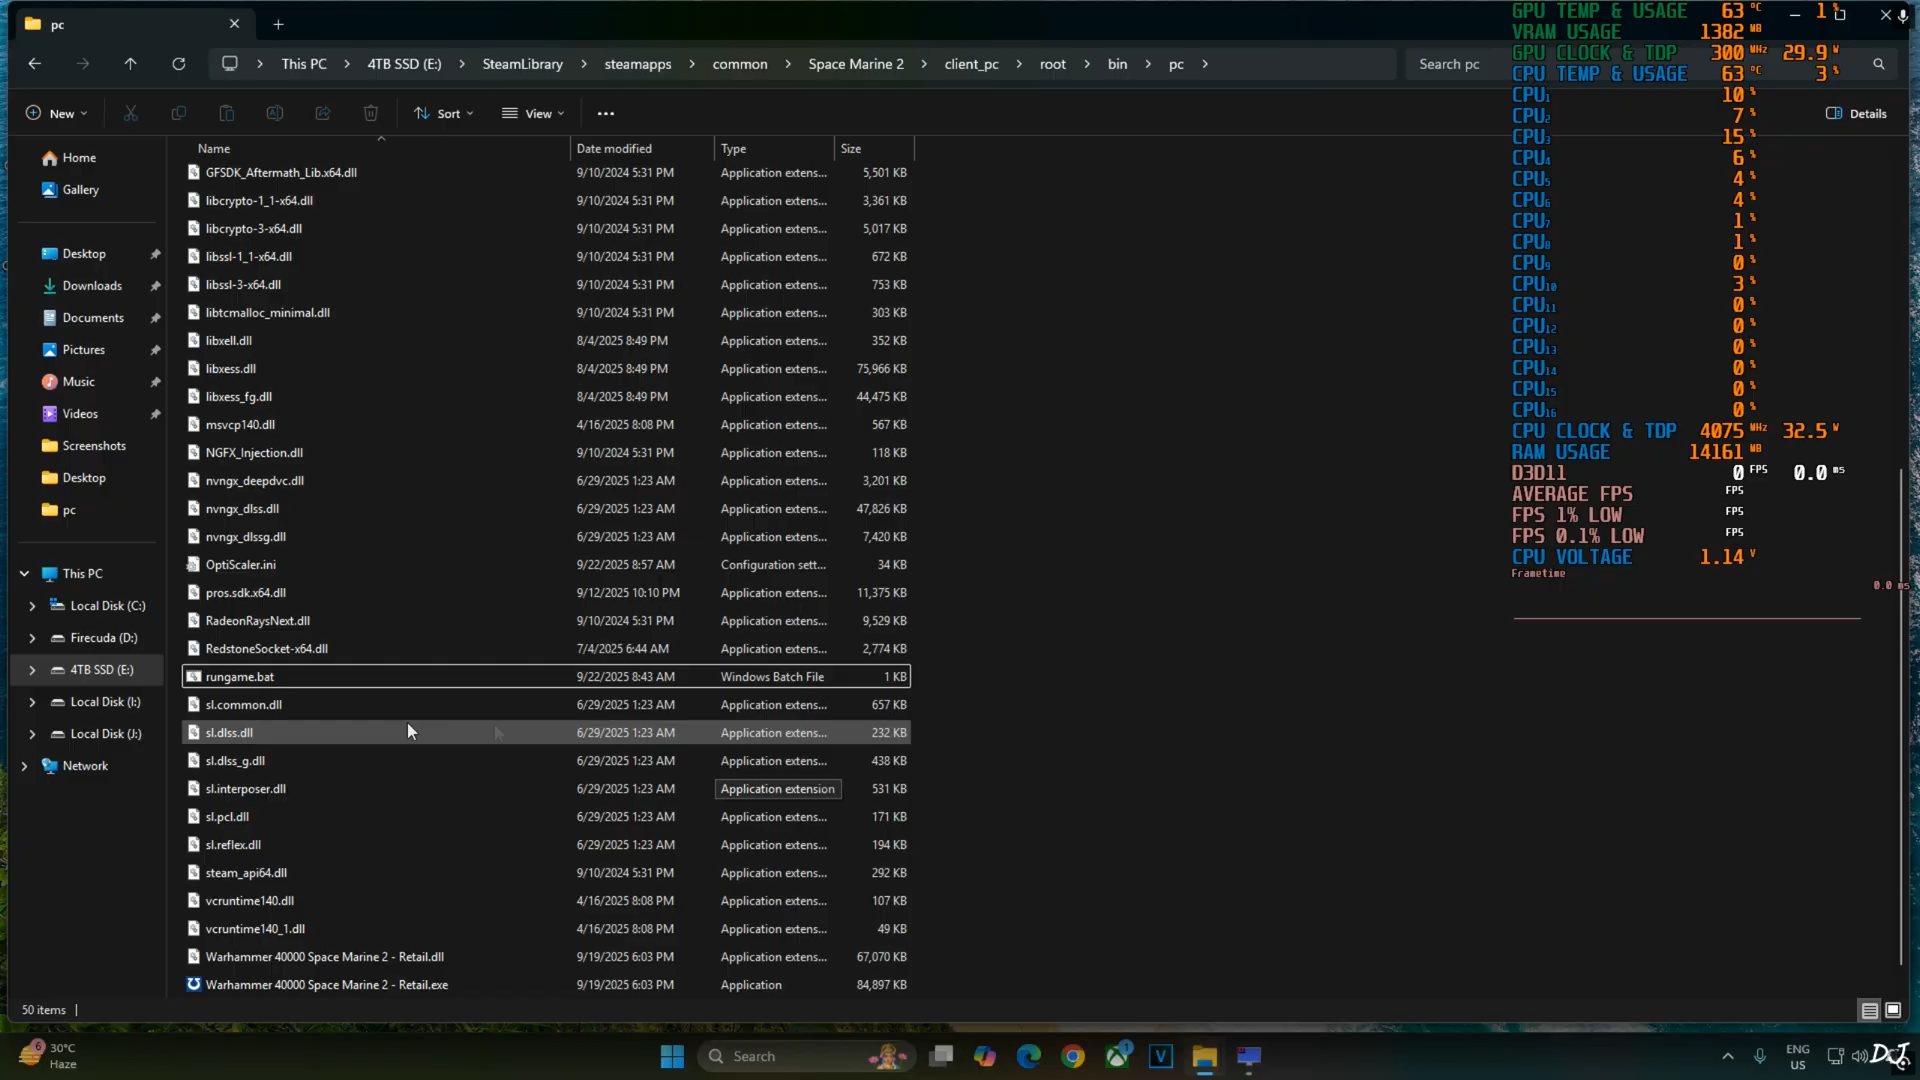 pc
This PC > 4TB SSD (E:) > SteamLibrary > steamapps > common > Space Marine 2 > client_pc > root > bin > pc >
Search pc
New
Sort
View
Details
Name Date modified Type Size
GFSDK_Aftermath_Lib.x64.dll 9/10/2024 5:31 PM Application extens... 5,501 KB
libcrypto-1_1-x64.dll 9/10/2024 5:31 PM Application extens... 3,361 KB
libcrypto-3-x64.dll 9/10/2024 5:31 PM Application extens... 5,017 KB
libssl-1_1-x64.dll 9/10/2024 5:31 PM Application extens... 672 KB
libssl-3-x64.dll 9/10/2024 5:31 PM Application extens... 753 KB
libtcmalloc_minimal.dll 9/10/2024 5:31 PM Application extens... 303 KB
libxell.dll 8/4/2025 8:49 PM Application extens... 352 KB
libxess.dll 8/4/2025 8:49 PM Application extens... 75,966 KB
libxess_fg.dll 8/4/2025 8:49 PM Application extens... 44,475 KB
msvcp140.dll 4/16/2025 8:08 PM Application extens... 567 KB
NGFX_Injection.dll 9/10/2024 5:31 PM Application extens... 118 KB
nvngx_deepdvc.dll 6/29/2025 1:23 AM Application extens... 3,201 KB
nvngx_dlss.dll 6/29/2025 1:23 AM Application extens... 47,826 KB
nvngx_dlssg.dll 6/29/2025 1:23 AM Application extens... 7,420 KB
OptiScaler.ini 9/22/2025 8:57 AM Configuration sett... 34 KB
pros.sdk.x64.dll 9/12/2025 10:10 PM Application extens... 11,375 KB
RadeonRaysNext.dll 9/10/2024 5:31 PM Application extens... 9,529 KB
RedstoneSocket-x64.dll 7/4/2025 6:44 AM Application extens... 2,774 KB
rungame.bat 9/22/2025 8:43 AM Windows Batch File 1 KB
sl.common.dll 6/29/2025 1:23 AM Application extens... 657 KB
sl.dlss.dll 6/29/2025 1:23 AM Application extens... 232 KB
sl.dlss_g.dll 6/29/2025 1:23 AM Application extens... 438 KB
sl.interposer.dll 6/29/2025 1:23 AM Application extension 531 KB
sl.pcl.dll 6/29/2025 1:23 AM Application extens... 171 KB
sl.reflex.dll 6/29/2025 1:23 AM Application extens... 194 KB
steam_api64.dll 9/10/2024 5:31 PM Application extens... 292 KB
vcruntime140.dll 4/16/2025 8:08 PM Application extens... 107 KB
vcruntime140_1.dll 4/16/2025 8:08 PM Application extens... 49 KB
Warhammer 40000 Space Marine 2 - Retail.dll 9/19/2025 6:03 PM Application extens... 67,070 KB
Warhammer 40000 Space Marine 2 - Retail.exe 9/19/2025 6:03 PM Application 84,897 KB
Home
Gallery
Desktop
Downloads
Documents
Pictures
Music
Videos
Screenshots
Desktop
pc
This PC
Local Disk (C:)
Firecuda (D:)
4TB SSD (E:)
Local Disk (I:)
Local Disk (J:)
Network
50 items
GPU TEMP & USAGE 63 °C 1 %
VRAM USAGE 1382 MB
GPU CLOCK & TDP 300 MHz 29.9 W
CPU TEMP & USAGE 63 °C 3 %
CPU1 10 %
CPU2 7 %
CPU3 15 %
CPU4 6 %
CPU5 4 %
CPU6 4 %
CPU7 1 %
CPU8 1 %
CPU9 0 %
CPU10 3 %
CPU11 0 %
CPU12 0 %
CPU13 0 %
CPU14 0 %
CPU15 0 %
CPU16 0 %
CPU CLOCK & TDP 4075 MHz 32.5 W
RAM USAGE 14161 MB
D3D11 0 FPS 0.0 ms
AVERAGE FPS FPS
FPS 1% LOW FPS
FPS 0.1% LOW FPS
CPU VOLTAGE 1.14 V
Frametime
0.0 ms
6
30°C
Haze
Search
1
V
ENG
US
DCJ